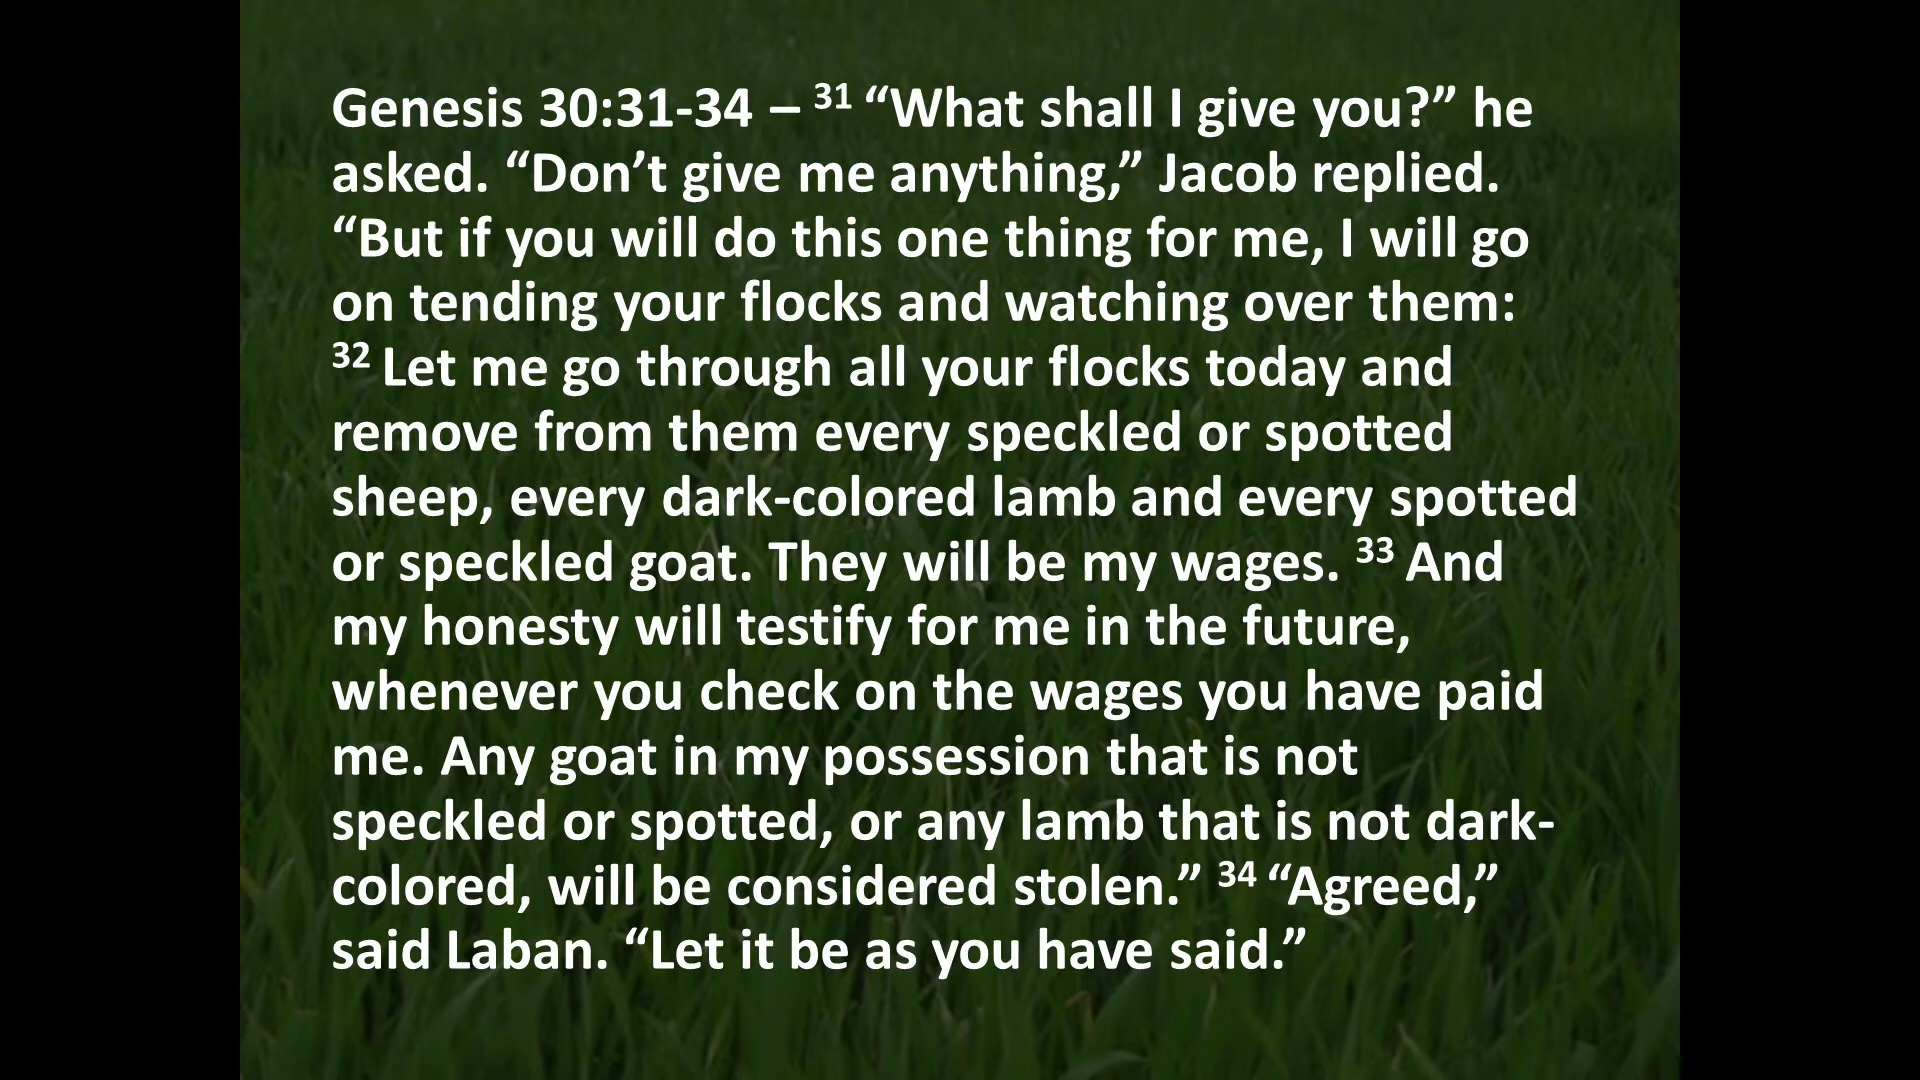 Genesis 30:31-34 – 31 “What shall I give you?” he
asked. “Don’t give me anything,” Jacob replied.
“But if you will do this one thing for me, I will go
on tending your flocks and watching over them:
32 Let me go through all your flocks today and
remove from them every speckled or spotted
sheep, every dark-colored lamb and every spotted
or speckled goat. They will be my wages. 33 And
my honesty will testify for me in the future,
whenever you check on the wages you have paid
me. Any goat in my possession that is not
speckled or spotted, or any lamb that is not dark-
colored, will be considered stolen.” 34 “Agreed,”
said Laban. “Let it be as you have said.”